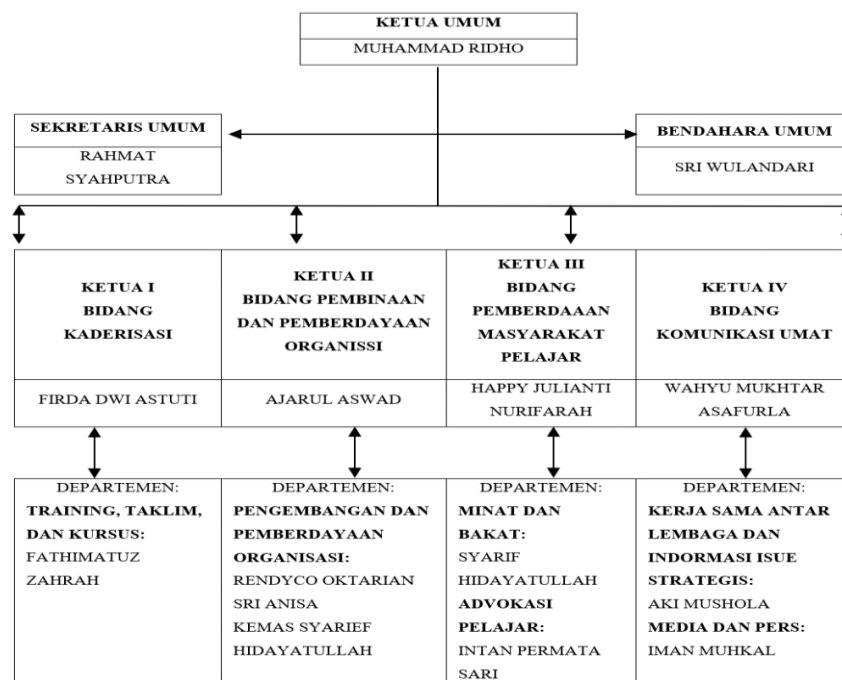 KETUA UMUM
MUHAMMAD RIDHO
SEKRETARIS UMUM
RAHMAT
SYAHPUTRA
BENDAHARA UMUM
SRI WULANDARI
KETUA I
BIDANG
KADERISASI
FIRDA DWI ASTUTI
KETUA II
BIDANG PEMBINAAN
DAN PEMBERDAYAAN
ORGANISSI
AJARUL ASWAD
KETUA III
BIDANG
PEMBERDAAAN
MASYARAKAT
PELAJAR
HAPPY JULIANTI
NURIFARAH
KETUA IV
BIDANG
KOMUNIKASI UMAT
WAHYU MUKHTAR
ASAFURLA
DEPARTEMEN:
TRAINING, TAKLIM,
DAN KURSUS:
FATHIMATUZ
ZAHRAH
DEPARTEMEN:
PENGEMBANGAN DAN
PEMBERDAYAAN
ORGANISASI:
RENDYCO OKTARIAN
SRI ANISA
KEMAS SYARIEF
HIDAYATULLAH
DEPARTEMEN:
MINAT DAN
BAKAT:
SYARIF
HIDAYATULLAH
ADVOKASI
PELAJAR:
INTAN PERMATA
SARI
DEPARTEMEN:
KERJA SAMA ANTAR
LEMBAGA DAN
INDORMASI ISUE
STRATEGIS:
AKI MUSHOLA
MEDIA DAN PERS:
IMAN MUHKAL